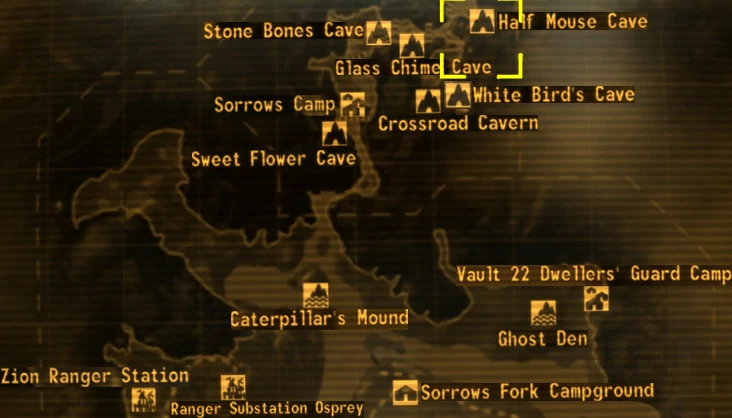 Half Mouse Cave
Stone Bones Cave
Glass Chime Cave
White Bird's Cave
Sorrows Camp
Crossroad Cavern
Sweet Flower Cave
Vault 22 Dwellers' Guard Camp
Caterpillar's Mound
Ghost Den
Zion Ranger Station
Sorrows Fork Campground
Ranger Substation Osprey